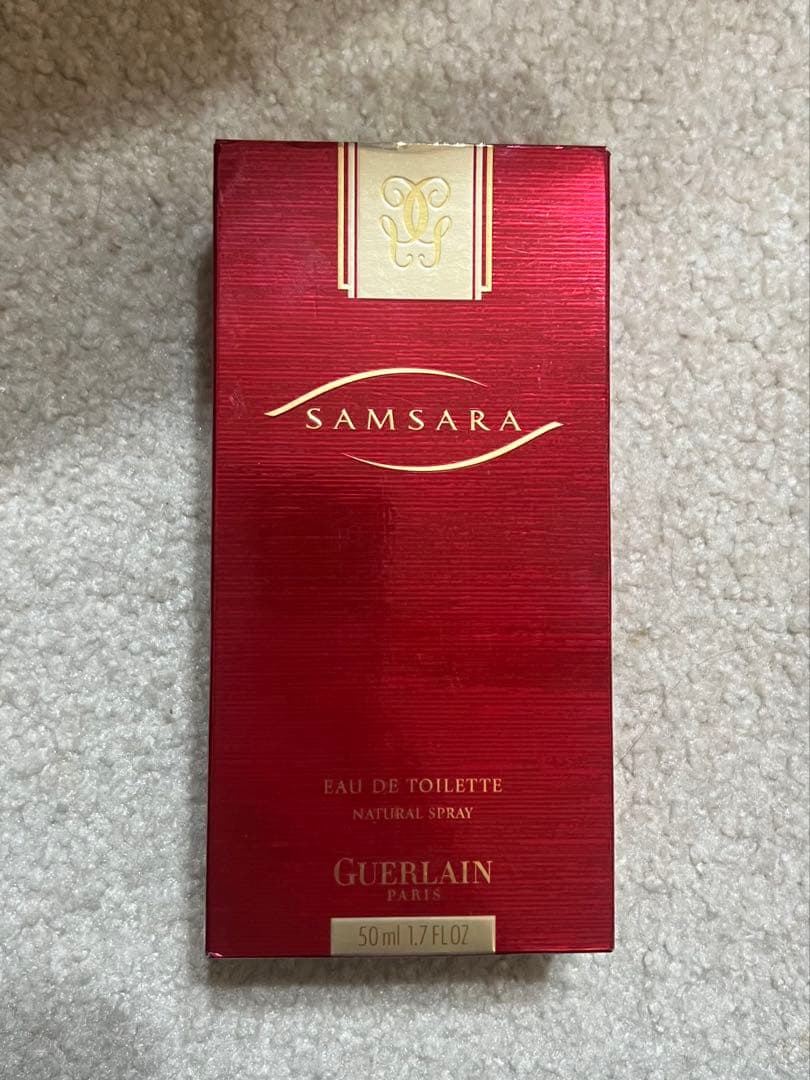 SAMSARA
EAU DE TOILETTE
NATURAL SPRAY
GUERLAIN
PARIS
50 ml 1.7 FL OZ